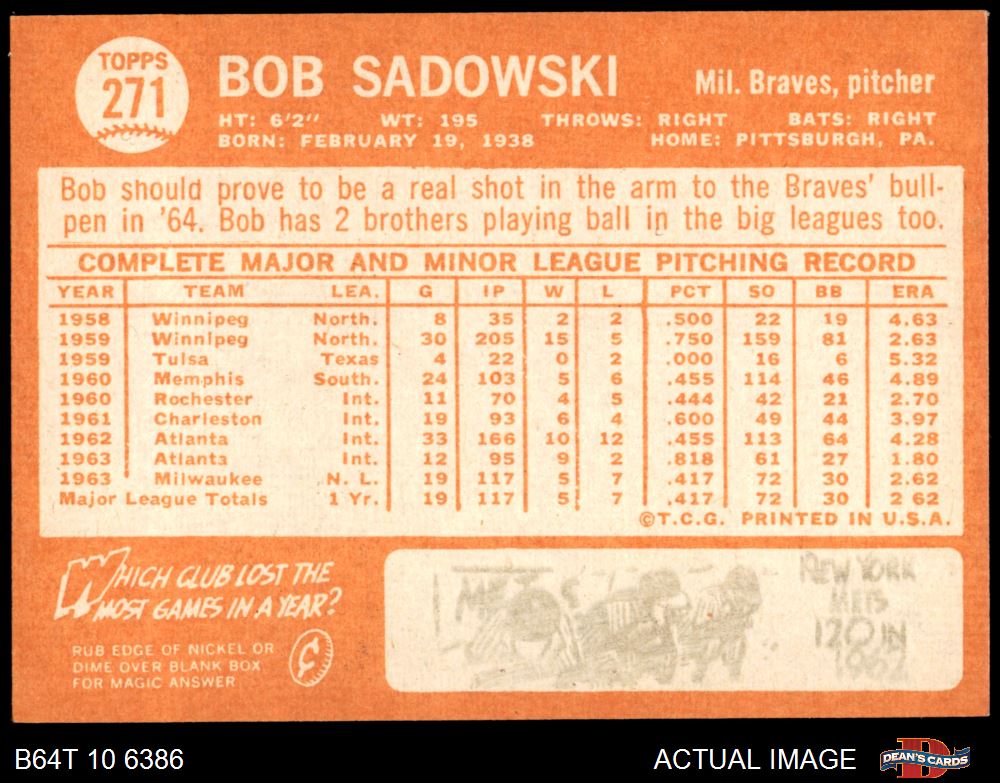 TOPPS
271
BOB SADOWSKI
Mil. Braves, pitcher
HT: 6'2" WT: 195 THROWS: RIGHT BATS: RIGHT
BORN: FEBRUARY 19, 1938 HOME: PITTSBURGH, PA.
Bob should prove to be a real shot in the arm to the Braves' bull-
pen in '64. Bob has 2 brothers playing ball in the big leagues too.
COMPLETE MAJOR AND MINOR LEAGUE PITCHING RECORD
YEAR TEAM LEA. G IP W L PCT SO BB ERA
1958 Winnipeg North. 8 35 2 2 .500 22 19 4.63
1959 Winnipeg North. 30 205 15 5 .750 159 81 2.63
1959 Tulsa Texas 4 22 0 2 .000 16 6 5.32
1960 Memphis South. 24 103 5 6 .455 114 46 4.89
1960 Rochester Int. 11 70 4 5 .444 42 21 2.70
1961 Charleston Int. 19 93 6 4 .600 49 44 3.97
1962 Atlanta Int. 33 166 10 12 .455 113 64 4.28
1963 Atlanta Int. 12 95 9 2 .818 61 27 1.80
1963 Milwaukee N. L. 19 117 5 7 .417 72 30 2.62
Major League Totals 1 Yr. 19 117 5 7 .417 72 30 2 62
©T.C.G. PRINTED IN U.S.A.
WHICH CLUB LOST THE
MOST GAMES IN A YEAR?
RUB EDGE OF NICKEL OR
DIME OVER BLANK BOX
FOR MAGIC ANSWER
METS
NEW YORK
METS
120 IN
1962
B64T 10 6386
ACTUAL IMAGE
DEAN'S CARDS